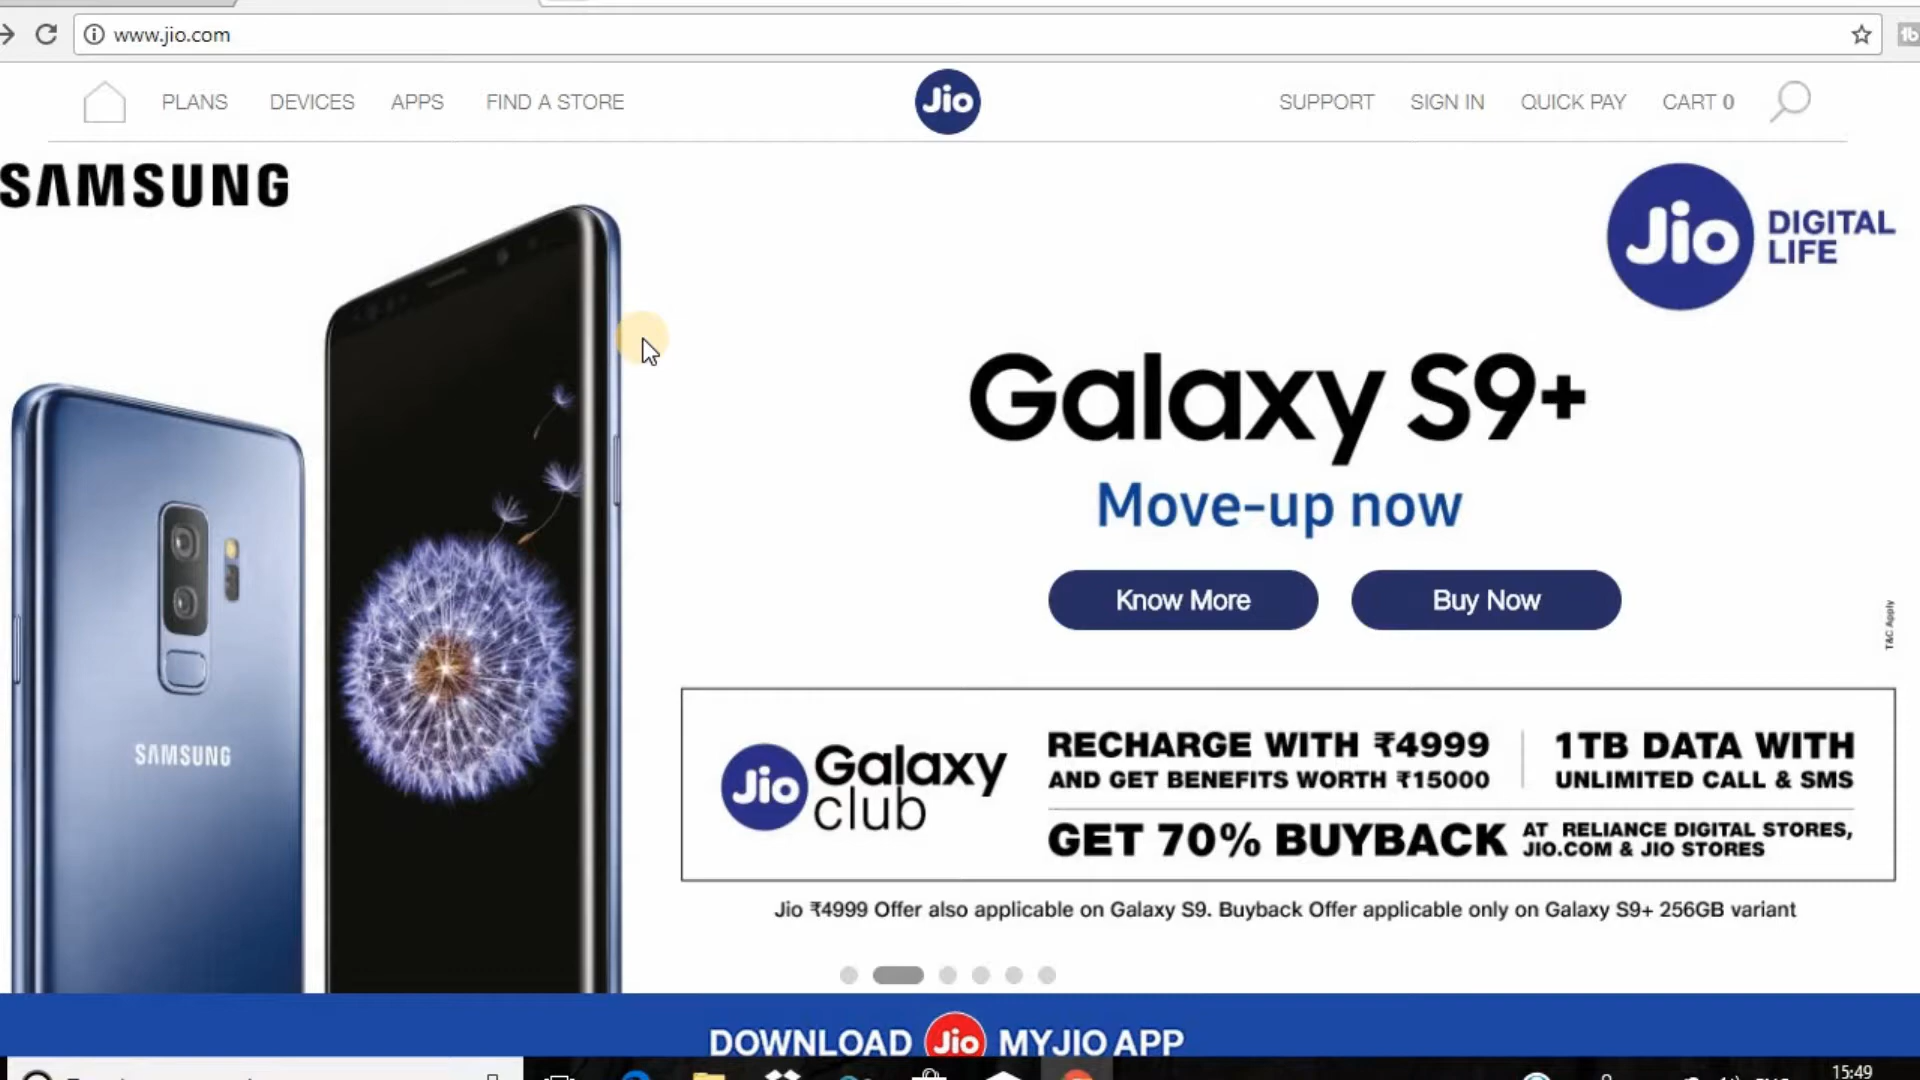 www.jio.com
PLANS DEVICES APPS FIND A STORE Jio SUPPORT SIGN IN QUICK PAY CART 0
SAMSUNG
Jio DIGITAL
LIFE
Galaxy S9+
Move-up now
Know More Buy Now
T&C Apply
SAMSUNG
Jio Galaxy
club
RECHARGE WITH ₹4999
AND GET BENEFITS WORTH ₹15000
1TB DATA WITH
UNLIMITED CALL & SMS
GET 70% BUYBACK
AT RELIANCE DIGITAL STORES,
JIO.COM & JIO STORES
Jio ₹4999 Offer also applicable on Galaxy S9. Buyback Offer applicable only on Galaxy S9+ 256GB variant
DOWNLOAD Jio MYJIO APP
15:49